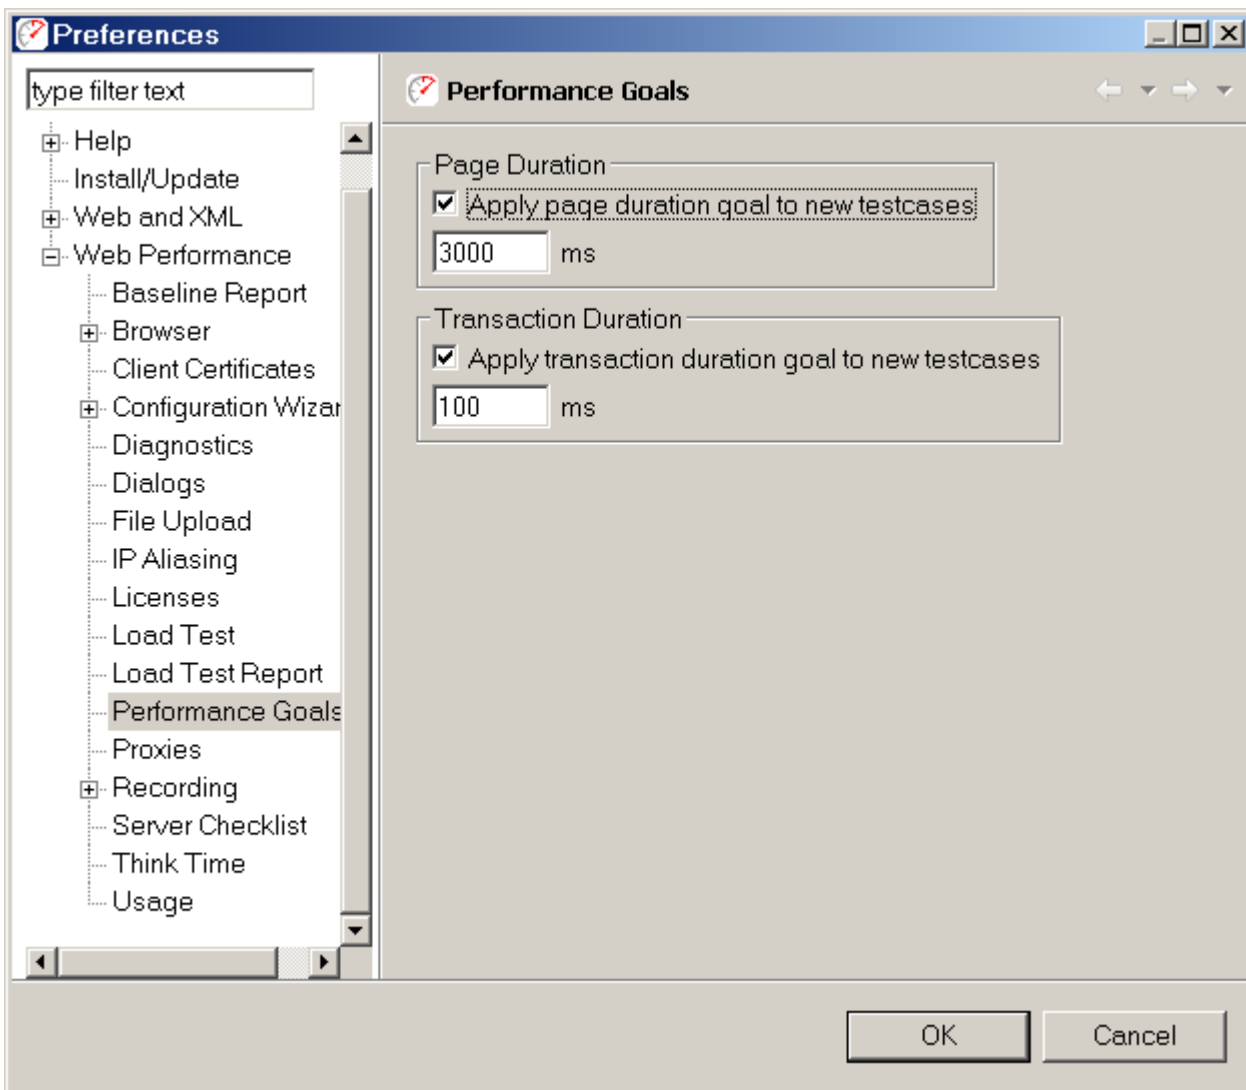 Preferences
type filter text
Help
Install/Update
Web and XML
Web Performance
Baseline Report
Browser
Client Certificates
Configuration Wizar
Diagnostics
Dialogs
File Upload
IP Aliasing
Licenses
Load Test
Load Test Report
Performance Goals
Proxies
Recording
Server Checklist
Think Time
Usage
Performance Goals
Page Duration
Apply page duration goal to new testcases
3000 ms
Transaction Duration
Apply transaction duration goal to new testcases
100 ms
OK Cancel